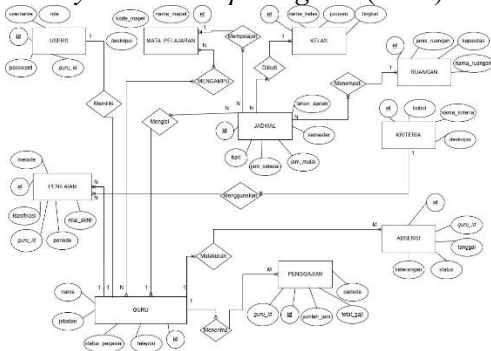 username
role
kode_mapel
nama_mapel
id
id
nama_kelas
jurusan
tingkat
id
USERS
deskripsi
MATA PELAJARAN
Mempelajari
KELAS
jenis_ruangan
kapasitas
id
password
guru_id
MENGAMPU
Diikuti
Menempati
RUANGAN
nama_ruangan
Memiliki
Mengisi
tahun_ajaran
id
bobot
JADWAL
semester
nama_kriteria
id
KRITERIA
metode
hari
jam_selesai
jam_mulai
deskripsi
id
PENILAIAN
klasifikasi
nilai_akhir
Menggunakan
id
guru_id
periode
guru_id
Melakukan
ABSENSI
tanggal
nama
keterangan
status
PENGGAJIAN
periode
jabatan
GURU
guru_id
id
jumlah_jam
total_gaji
Menerima
telepon
id